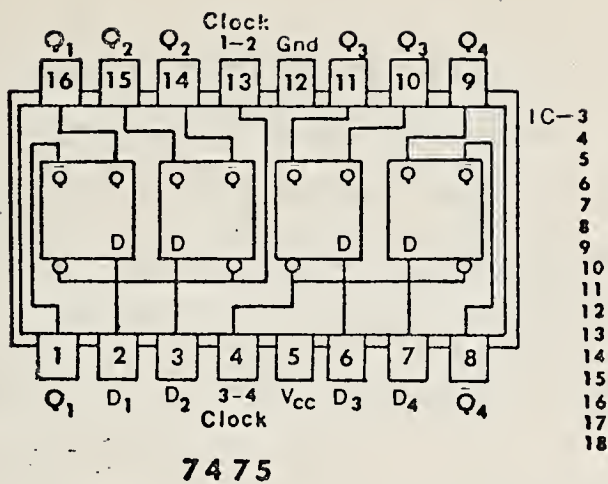 Clock
Q1 Q2 Q2 1-2 Gnd Q3 Q3 Q4
16 15 14 13 12 11 10 9
IC-3
4
5
6
7
8
9
10
11
12
13
14
15
16
17
18
Q̄ Q̄ Q Q̄ Q̄ Q̄ Q Q̄
D D D D
1 2 3 4 5 6 7 8
Q1 D1 D2 3-4 VCC D3 D4 Q̄4
Clock
7475